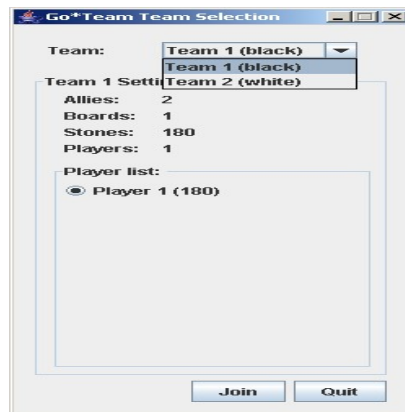 Go*Team Team Selection
Team: Team 1 (black)
Team 1 (black)
Team 1 Setti Team 2 (white)
Allies: 2
Boards: 1
Stones: 180
Players: 1
Player list:
Player 1 (180)
Join Quit